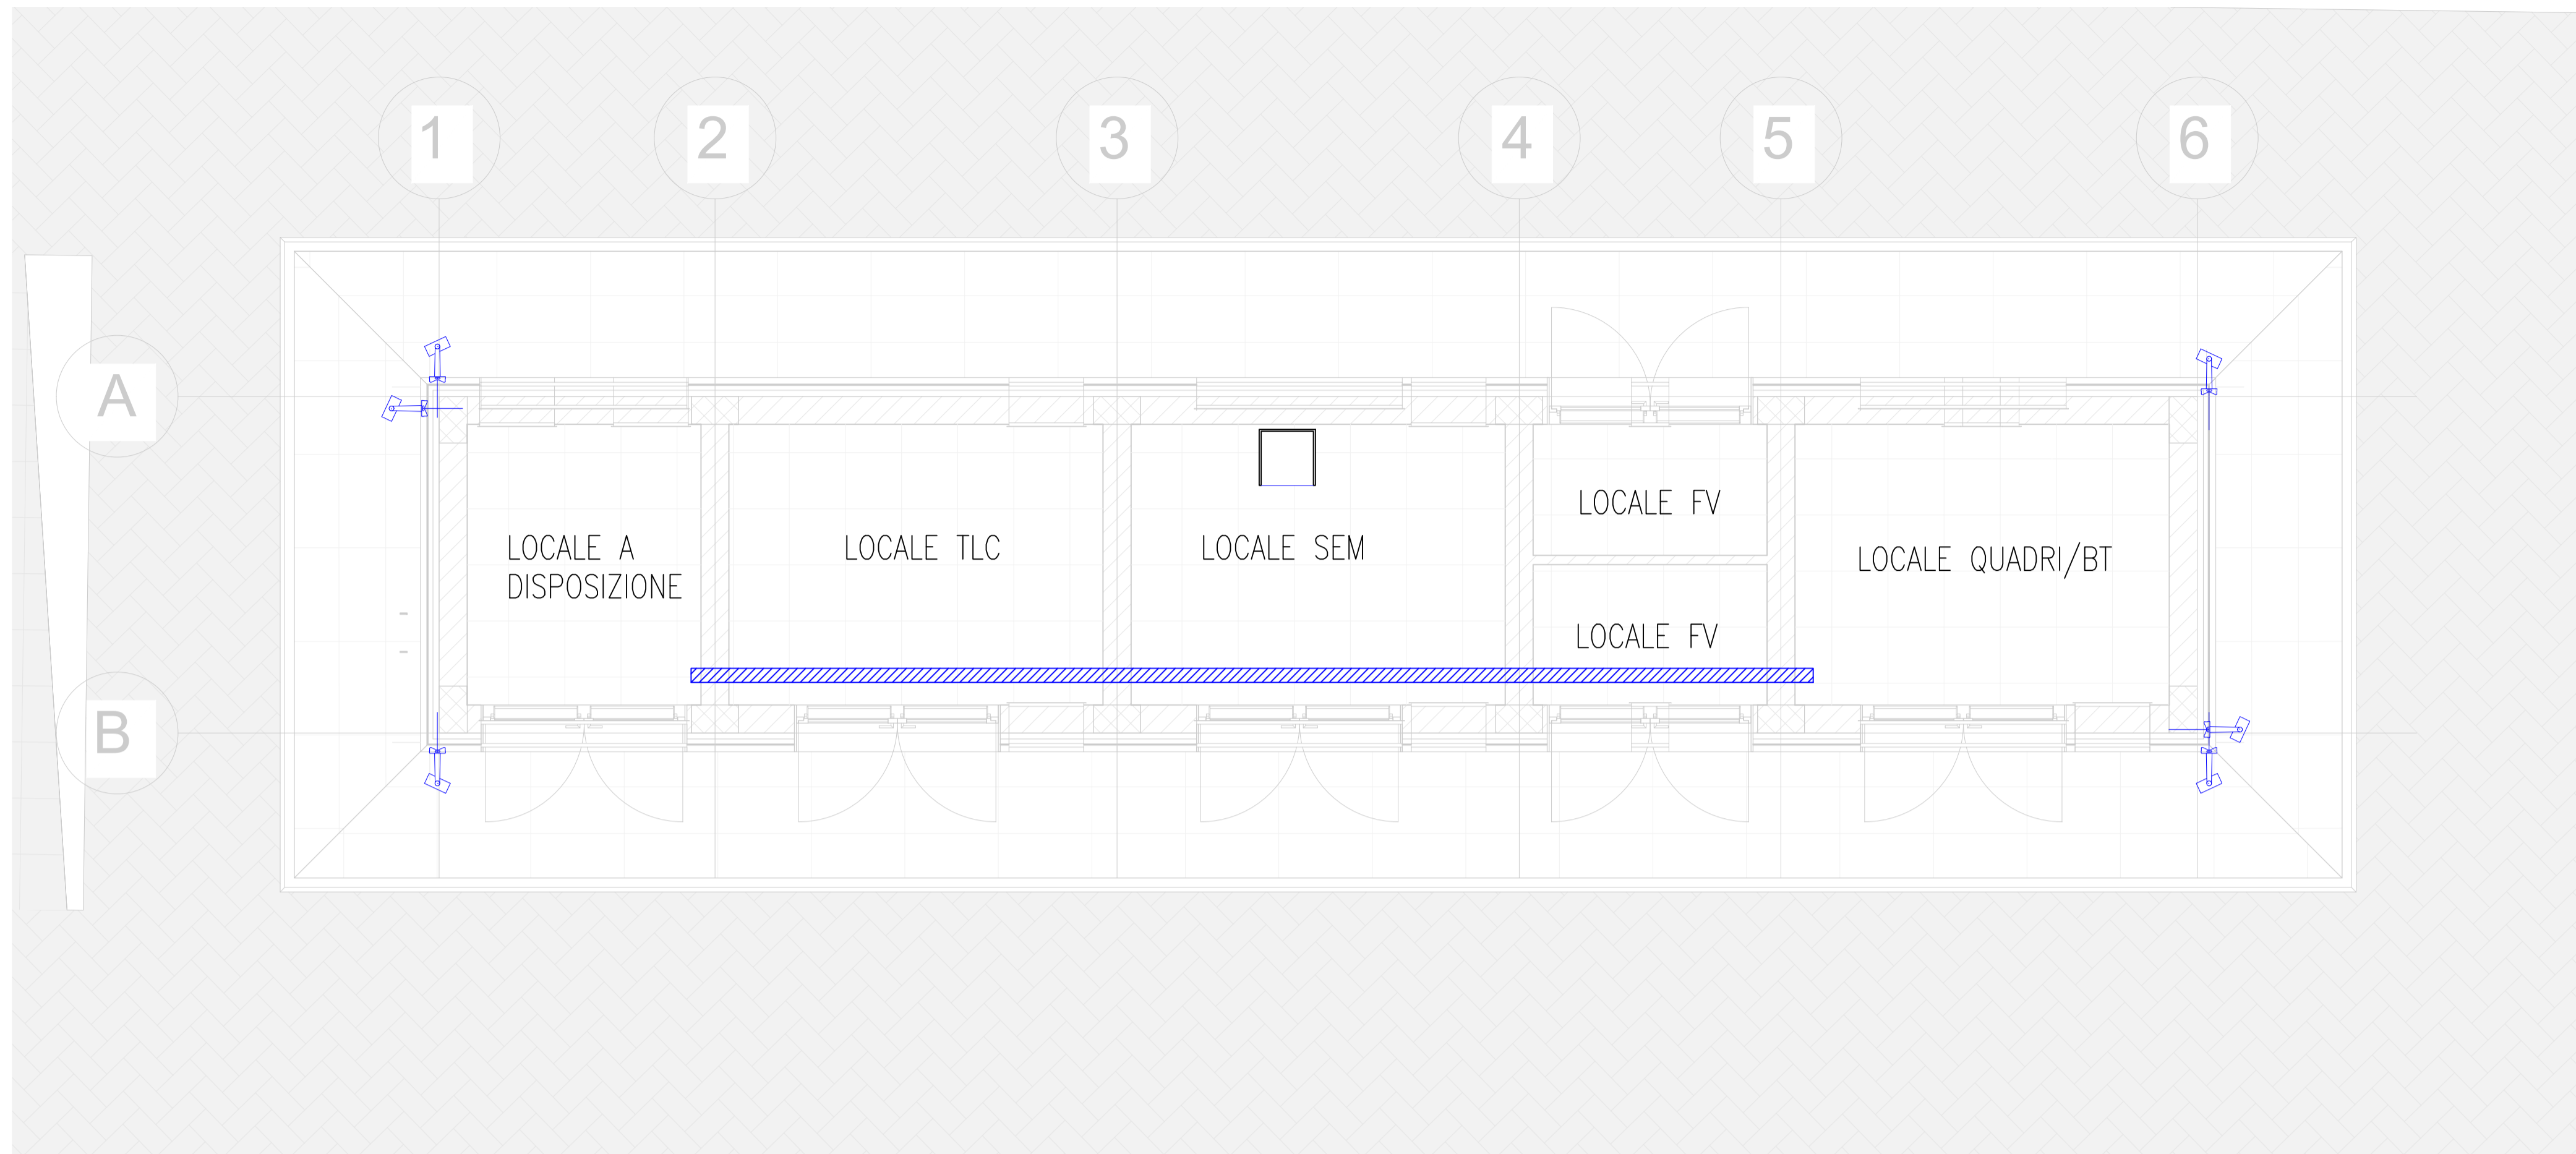 1
2
3
4
5
6
A
LOCALE FV
LOCALE A
DISPOSIZIONE
LOCALE TLC
LOCALE SEM
LOCALE QUADRI/BT
LOCALE FV
B